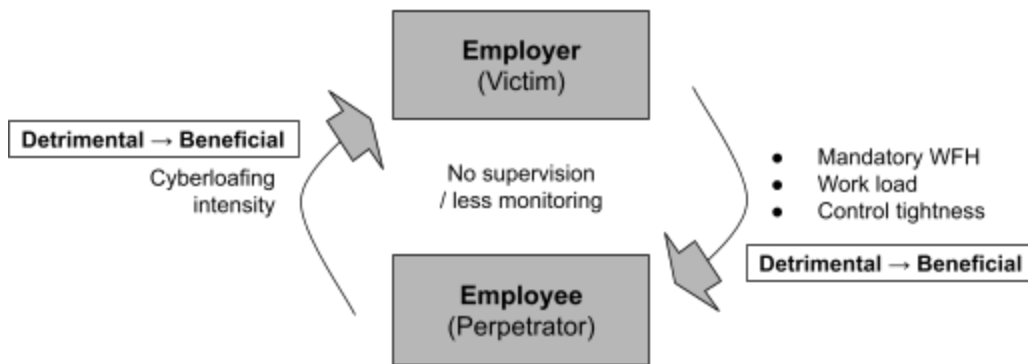 Employer
(Victim)
Detrimental → Beneficial
Cyberloafing
intensity
No supervision
/ less monitoring
● Mandatory WFH
● Work load
● Control tightness
Detrimental → Beneficial
Employee
(Perpetrator)